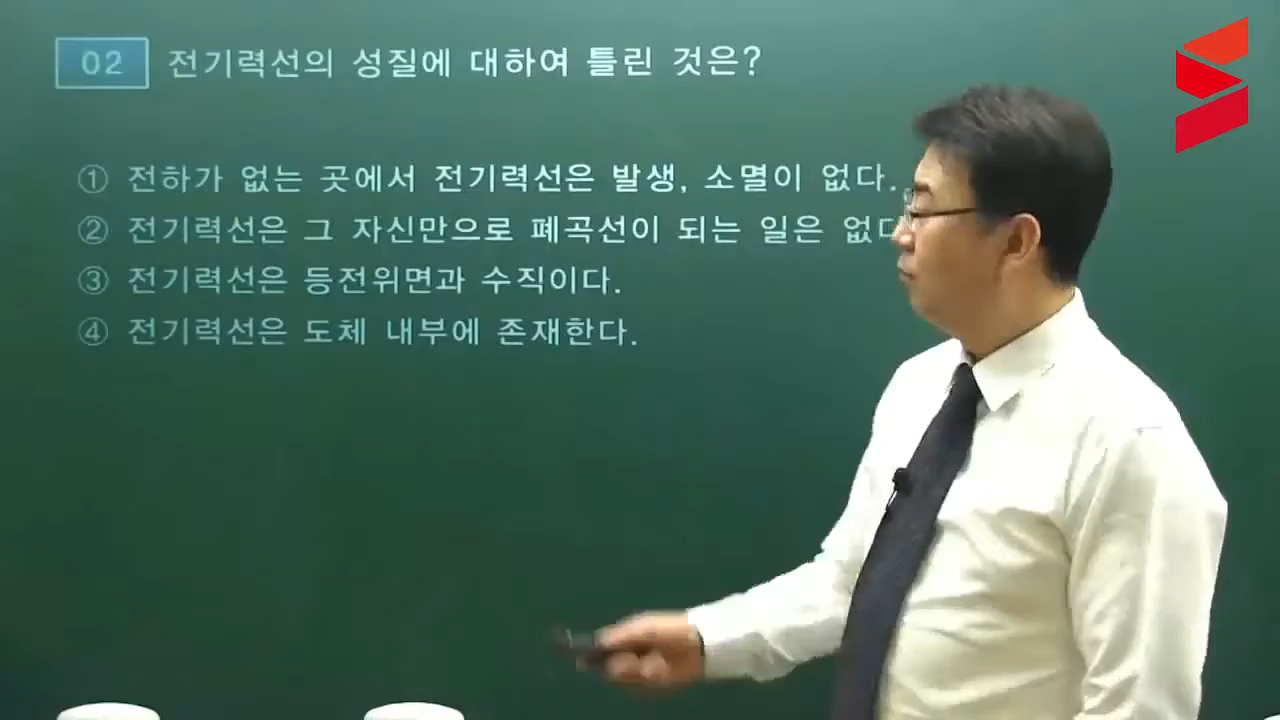 02 전기력선의 성질에 대하여 틀린 것은?
① 전하가 없는 곳에서 전기력선은 발생, 소멸이 없다.
② 전기력선은 그 자신만으로 폐곡선이 되는 일은
③ 전기력선은 등전위면과 수직이다.
④ 전기력선은 도체 내부에 존재한다.